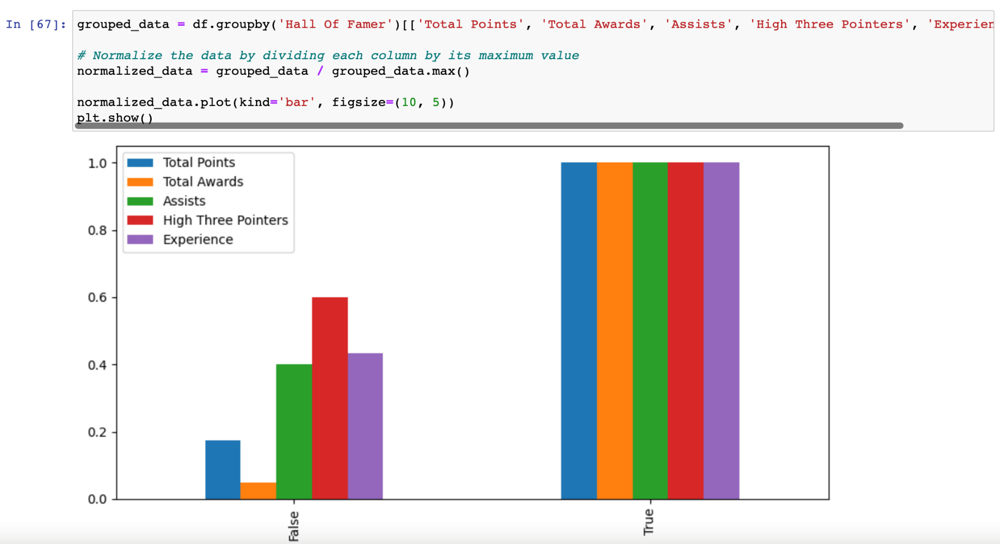 In [67]: grouped_data = df.groupby('Hall Of Famer')[['Total Points', 'Total Awards', 'Assists', 'High Three Pointers', 'Experien
# Normalize the data by dividing each column by its maximum value
normalized_data = grouped_data / grouped_data.max()
normalized_data.plot(kind='bar', figsize=(10, 5))
plt.show()
Total Points
Total Awards
Assists
High Three Pointers
Experience
1.0
0.8
0.6
0.4
0.2
0.0
False
True